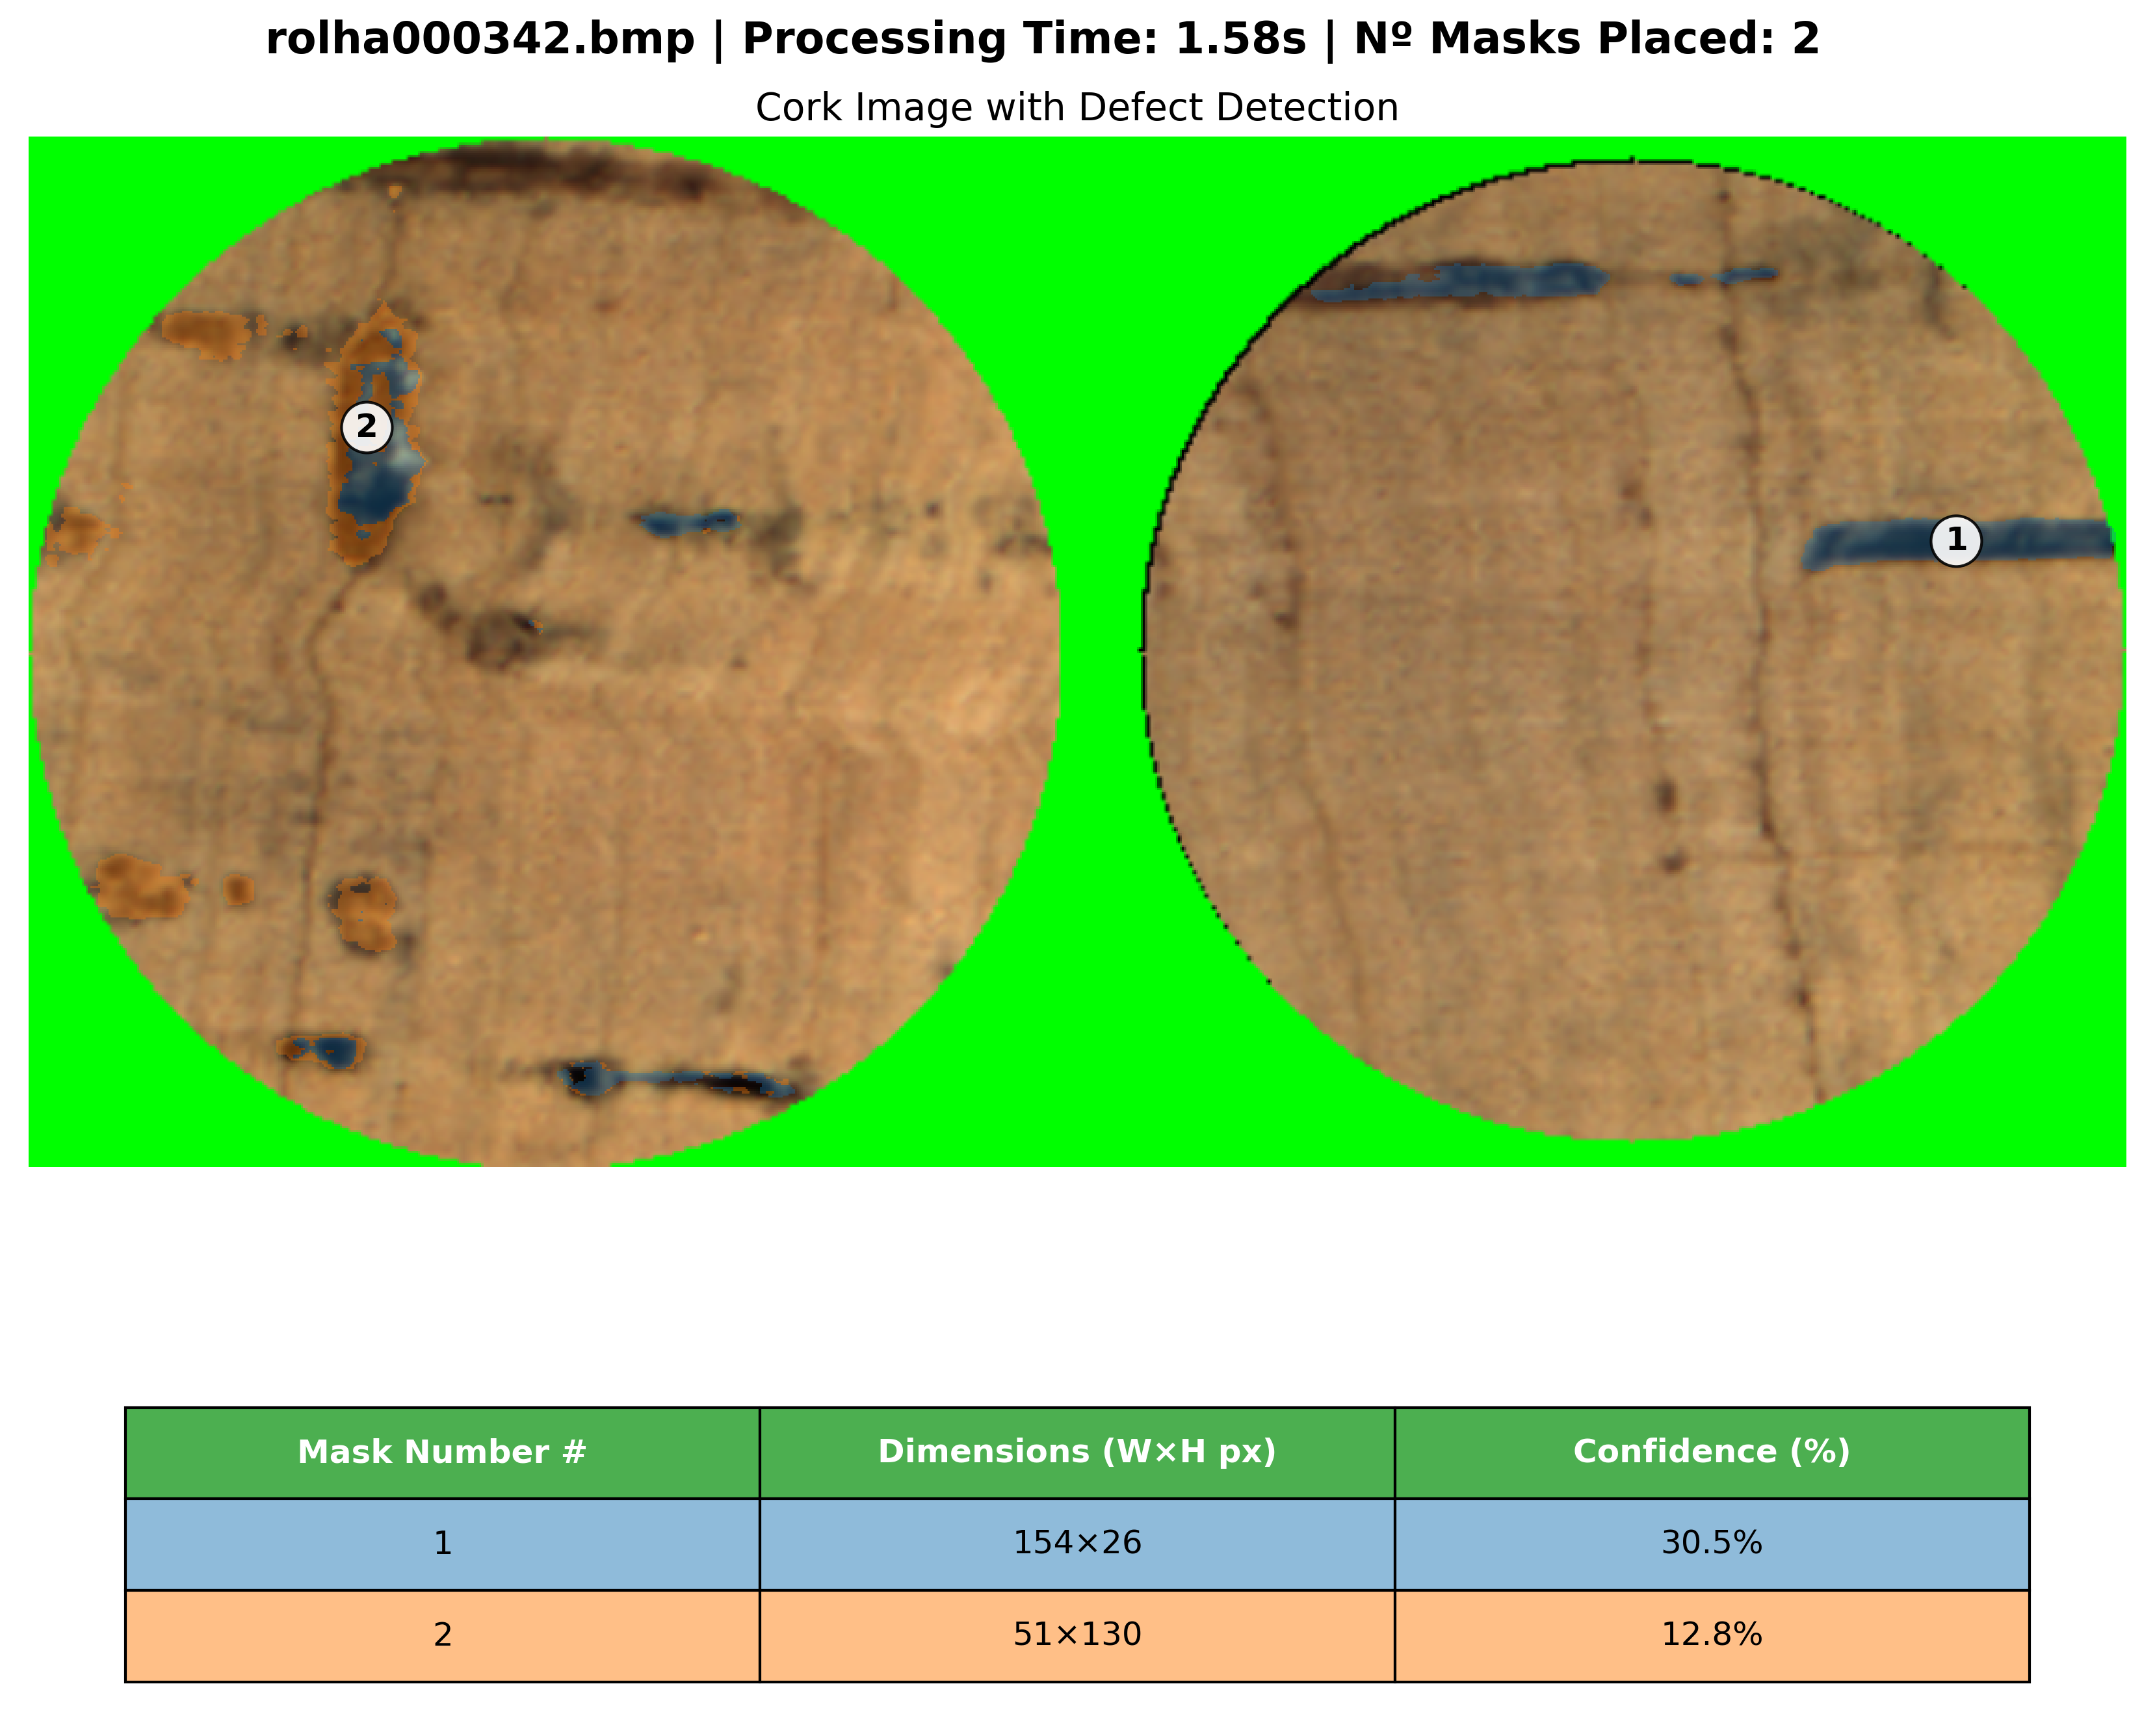 rolha000342.bmp | Processing Time: 1.58s | Nº Masks Placed: 2
Cork Image with Defect Detection
2
1
Mask Number # Dimensions (W×H px) Confidence (%)
1 154×26 30.5%
2 51×130 12.8%